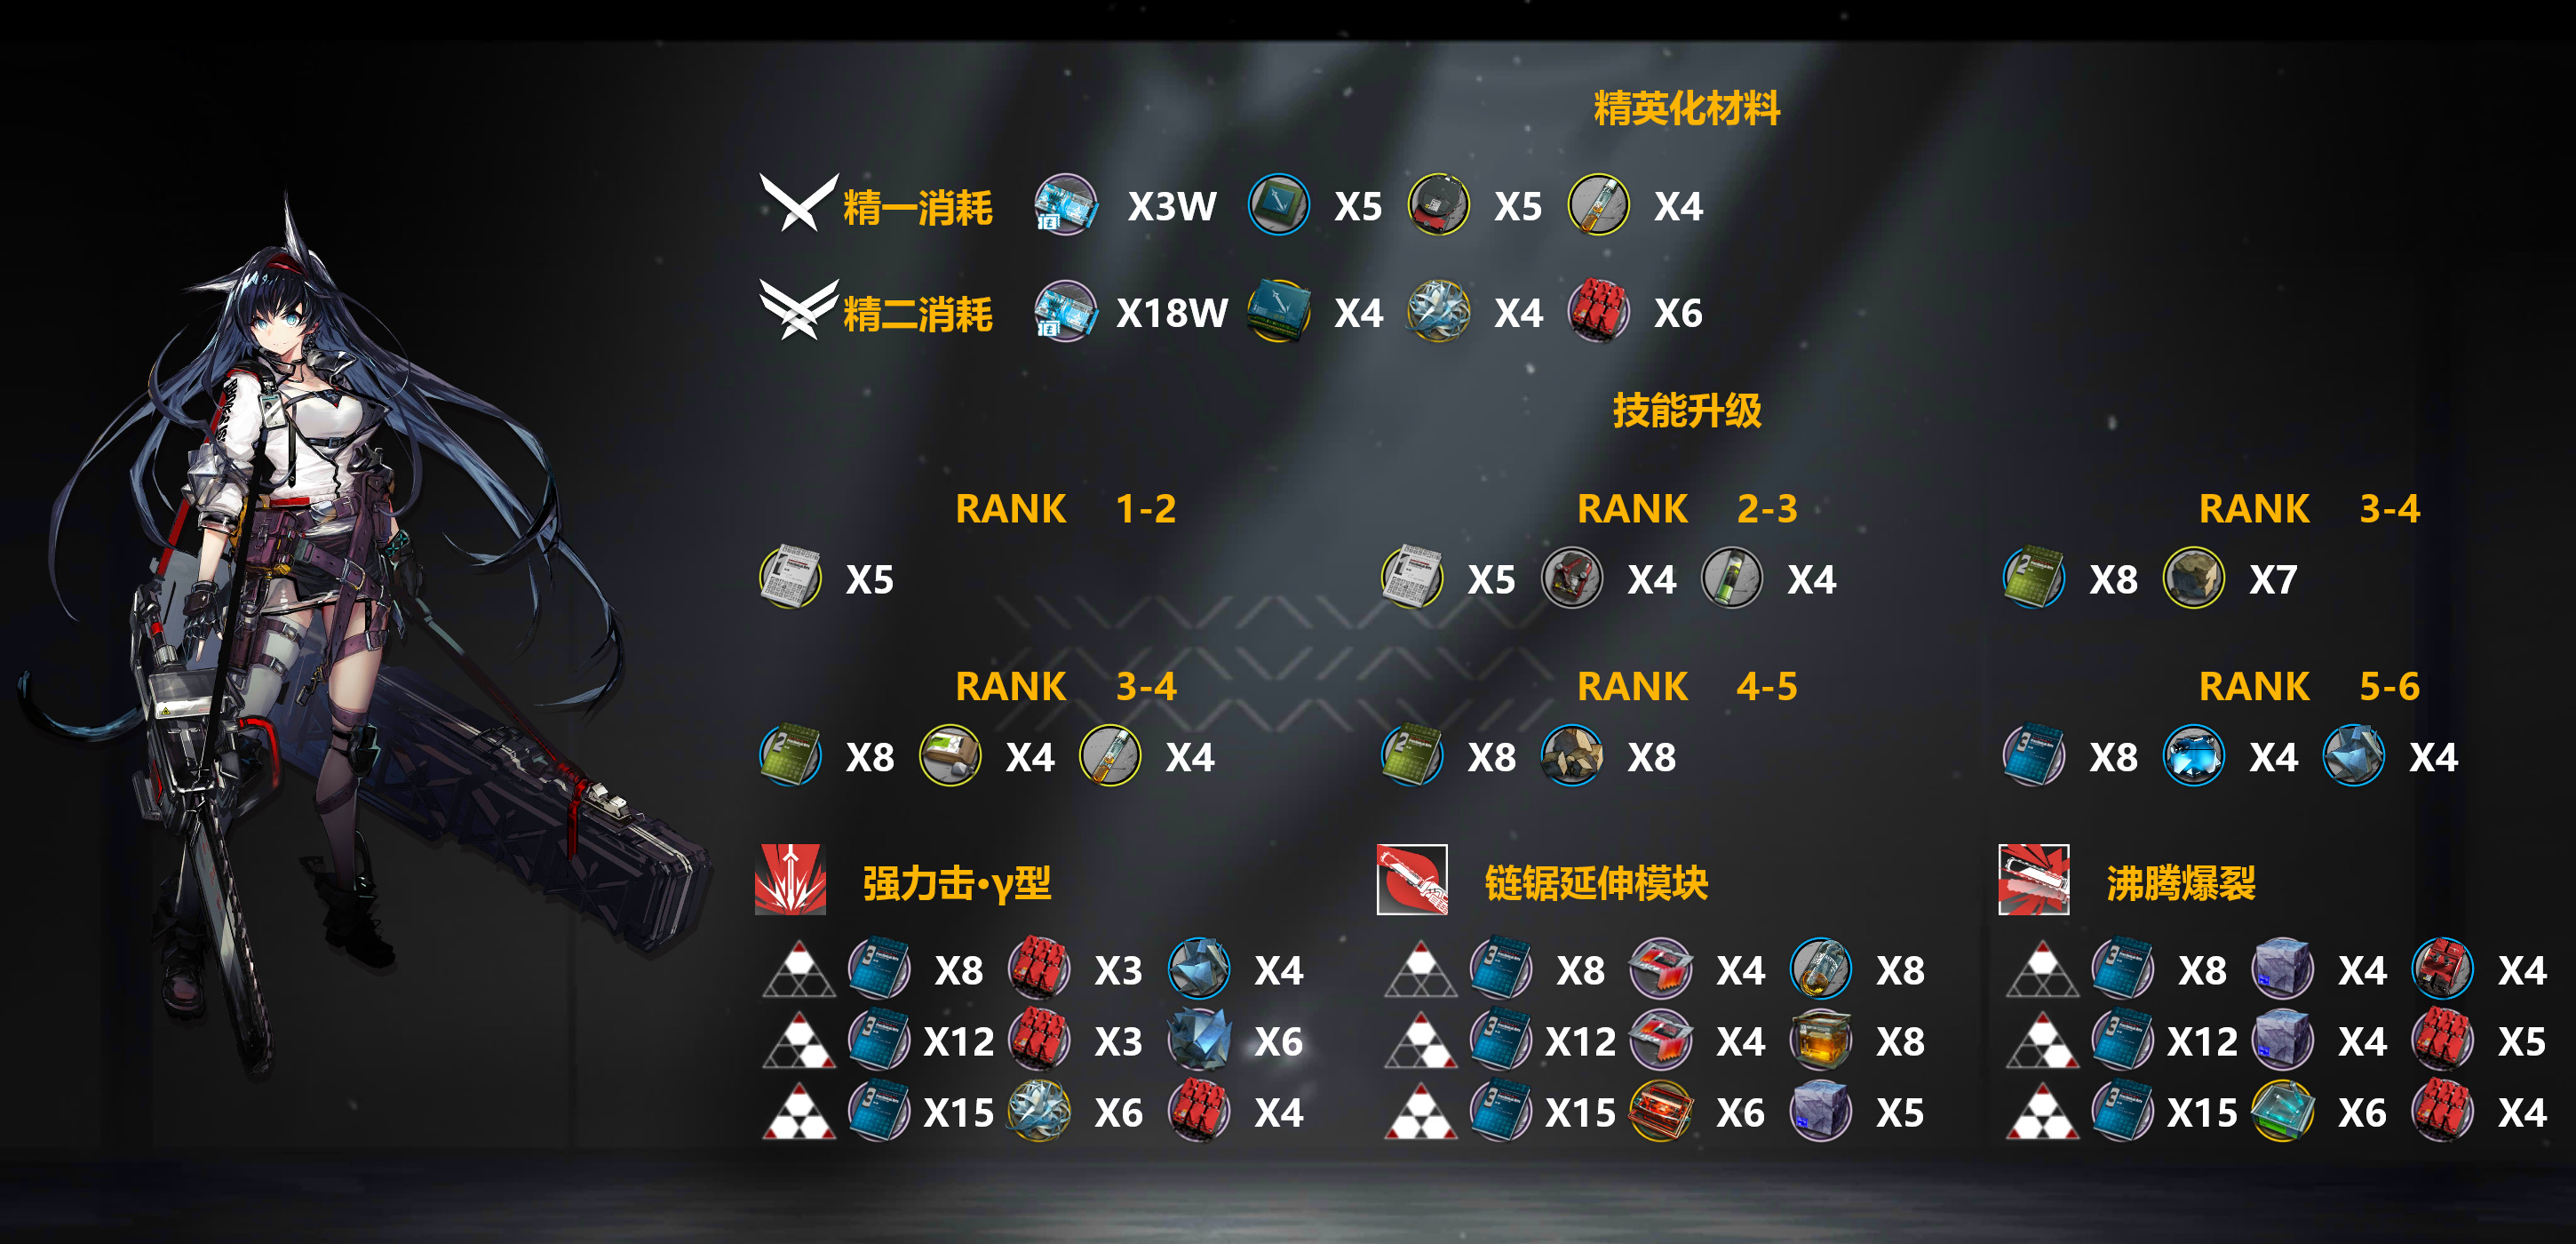 精英化材料
精一消耗 X3W X5 X5 X4
精二消耗 X18W X4 X4 X6
技能升级
RANK 1-2 RANK 2-3 RANK 3-4
X5 X5 X4 X4 X8 X7
RANK 3-4 RANK 4-5 RANK 5-6
X8 X4 X4 X8 X8 X8 X4 X4
强力击·γ型 链锯延伸模块 沸腾爆裂
X8 X3 X4 X8 X4 X8 X8 X4 X4
X12 X3 X6 X12 X4 X8 X12 X4 X5
X15 X6 X4 X15 X6 X5 X15 X6 X4